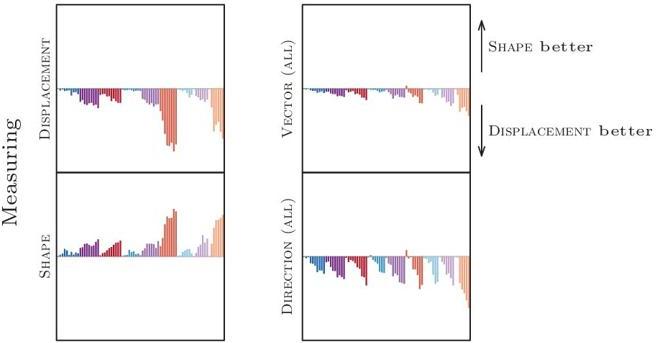 Measuring
DISPLACEMENT
SHAPE
VECTOR (ALL)
DIRECTION (ALL)
SHAPE better
DISPLACEMENT better